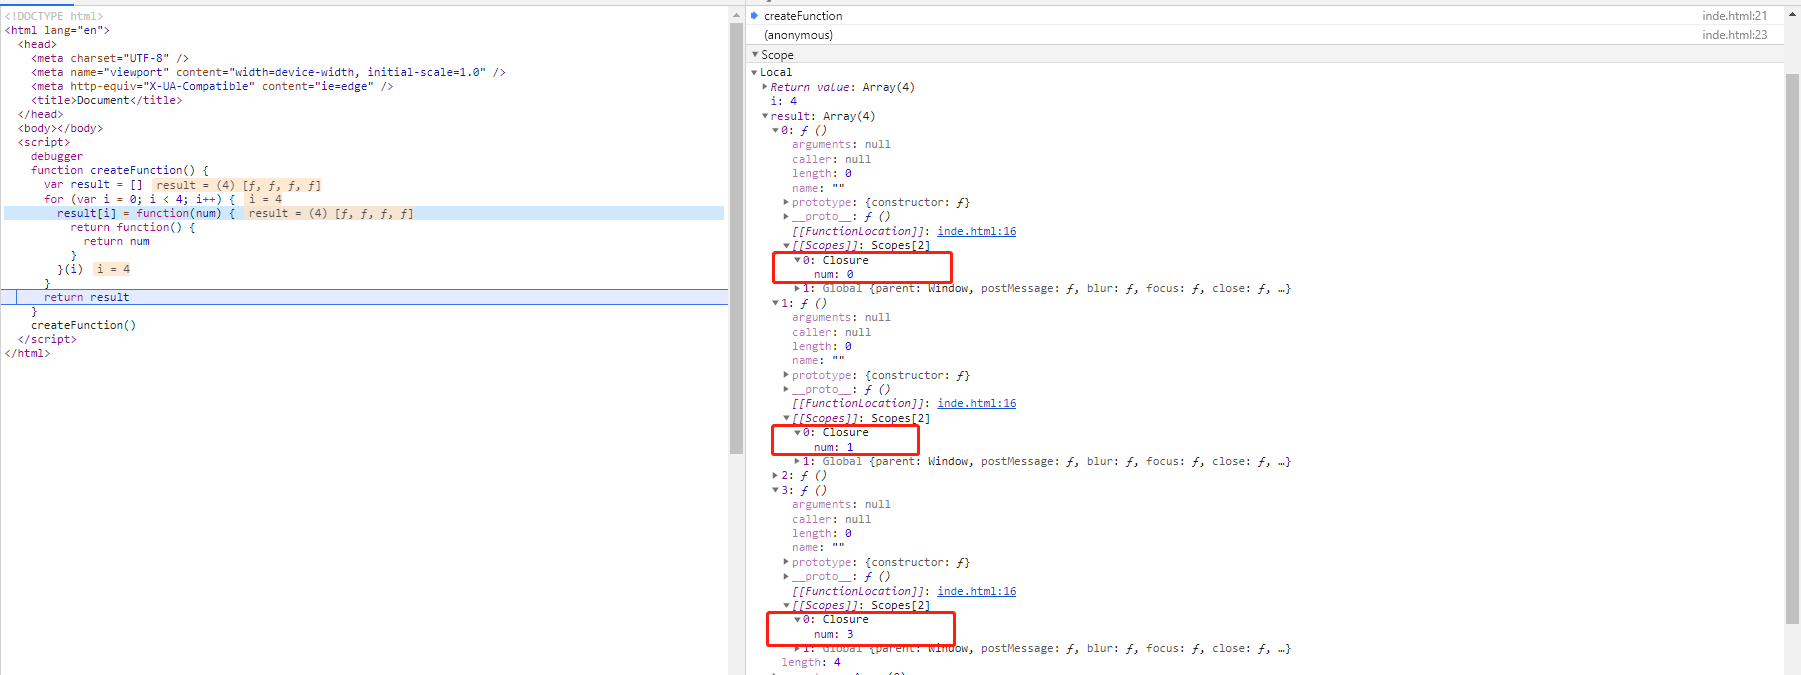 <!DOCTYPE html>
<html lang="en">
<head>
<meta charset="UTF-8" />
<meta name="viewport" content="width=device-width, initial-scale=1.0" />
<meta http-equiv="X-UA-Compatible" content="ie=edge" />
<title>Document</title>
</head>
<body></body>
<script>
debugger
function createFunction() {
var result = [] result = (4) [ƒ, ƒ, ƒ, ƒ]
for (var i = 0; i < 4; i++) { i = 4
result[i] = function(num) { result = (4) [ƒ, ƒ, ƒ, ƒ]
return function() {
return num
}
}(i) i = 4
}
return result
}
createFunction()
</script>
</html>
createFunction inde.html:21
(anonymous) inde.html:23
Scope
Local
Return value: Array(4)
i: 4
result: Array(4)
0: ƒ ()
arguments: null
caller: null
length: 0
name: ""
prototype: {constructor: ƒ}
__proto__: ƒ ()
[[FunctionLocation]]: inde.html:16
[[Scopes]]: Scopes[2]
0: Closure
num: 0
1: Global {parent: Window, postMessage: ƒ, blur: ƒ, focus: ƒ, close: ƒ, …}
1: ƒ ()
arguments: null
caller: null
length: 0
name: ""
prototype: {constructor: ƒ}
__proto__: ƒ ()
[[FunctionLocation]]: inde.html:16
[[Scopes]]: Scopes[2]
0: Closure
num: 1
1: Global {parent: Window, postMessage: ƒ, blur: ƒ, focus: ƒ, close: ƒ, …}
2: ƒ ()
3: ƒ ()
arguments: null
caller: null
length: 0
name: ""
prototype: {constructor: ƒ}
__proto__: ƒ ()
[[FunctionLocation]]: inde.html:16
[[Scopes]]: Scopes[2]
0: Closure
num: 3
1: Global {parent: Window, postMessage: ƒ, blur: ƒ, focus: ƒ, close: ƒ, …}
length: 4